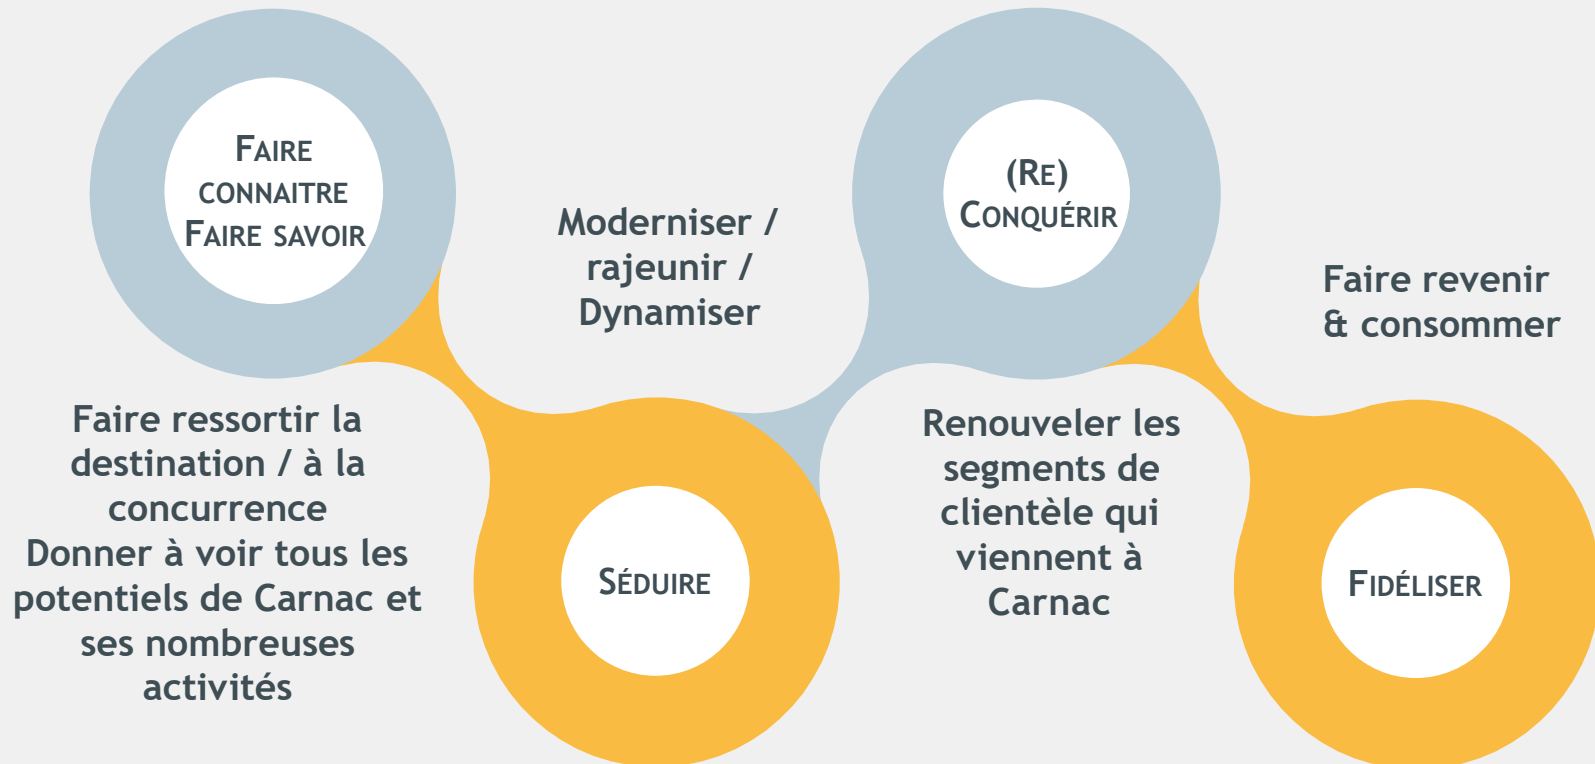 FAIRE
CONNAITRE
FAIRE SAVOIR
Faire ressortir la
destination / à la
concurrence
Donner à voir tous les
potentiels de Carnac et
ses nombreuses
activités
Moderniser /
rajeunir /
Dynamiser
SÉDUIRE
(RE)
CONQUÉRIR
Renouveler les
segments de
clientèle qui
viennent à
Carnac
Faire revenir
& consommer
FIDÉLISER